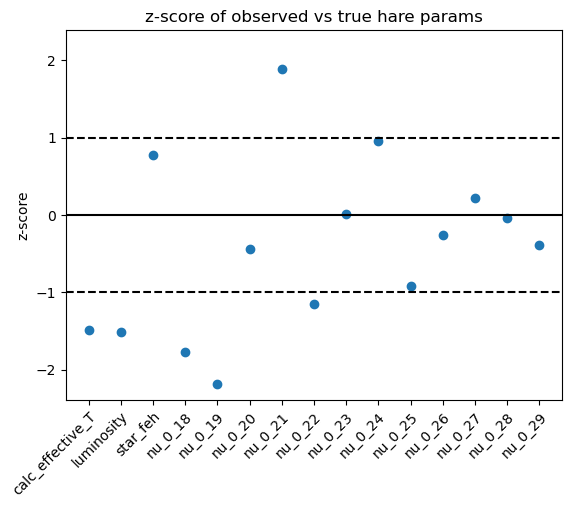 z-score of observed vs true hare params
z-score
2
1
0
−1
−2
calc_effective_T
luminosity
star_feh
nu_0_18
nu_0_19
nu_0_20
nu_0_21
nu_0_22
nu_0_23
nu_0_24
nu_0_25
nu_0_26
nu_0_27
nu_0_28
nu_0_29